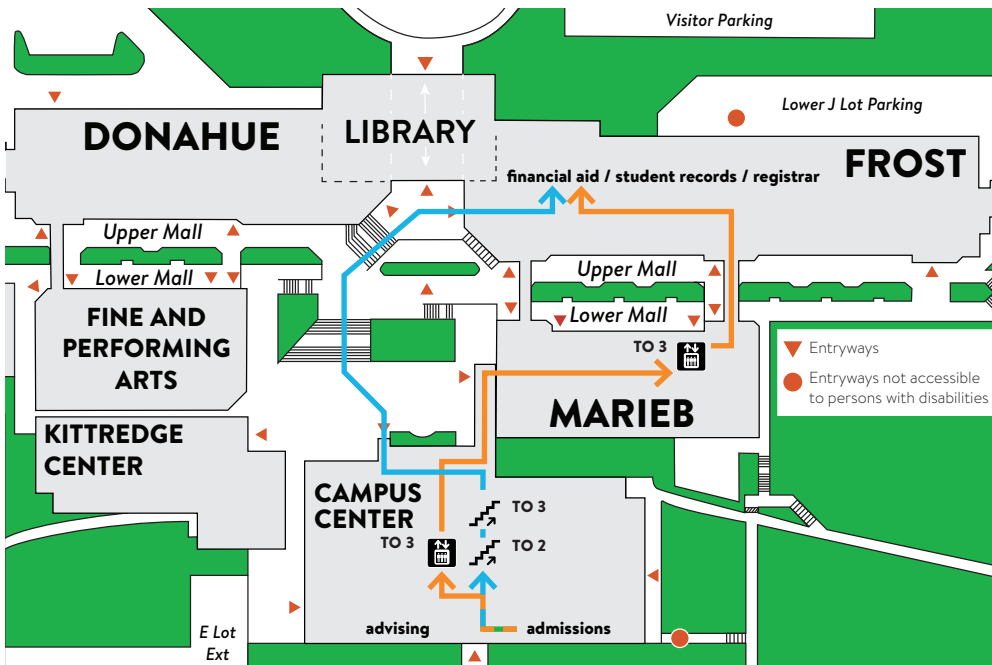 Visitor Parking
Lower J Lot Parking
DONAHUE
LIBRARY
FROST
financial aid / student records / registrar
Upper Mall
Lower Mall
Upper Mall
Lower Mall
FINE AND
PERFORMING
ARTS
TO 3
MARIEB
Entryways
Entryways not accessible
to persons with disabilities
KITTREDGE
CENTER
CAMPUS
CENTER
TO 3
TO 3
TO 2
advising
admissions
E Lot
Ext